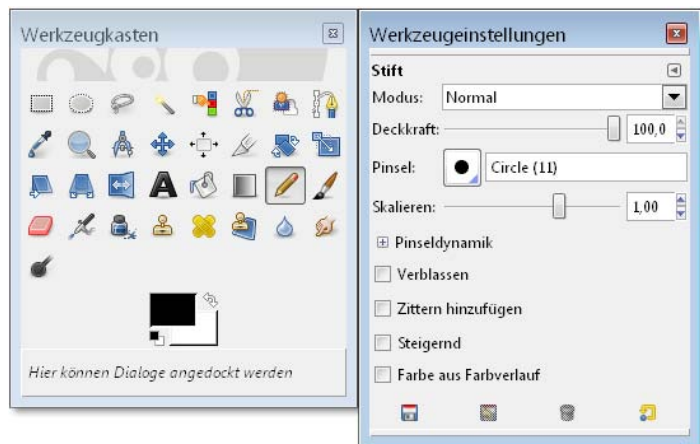 Werkzeugkasten
Hier können Dialoge angedockt werden
Werkzeugeinstellungen
Stift
Modus: Normal
Deckkraft: 100,0
Pinsel: Circle (11)
Skalieren: 1,00
Pinseldynamik
Verblassen
Zittern hinzufügen
Steigernd
Farbe aus Farbverlauf